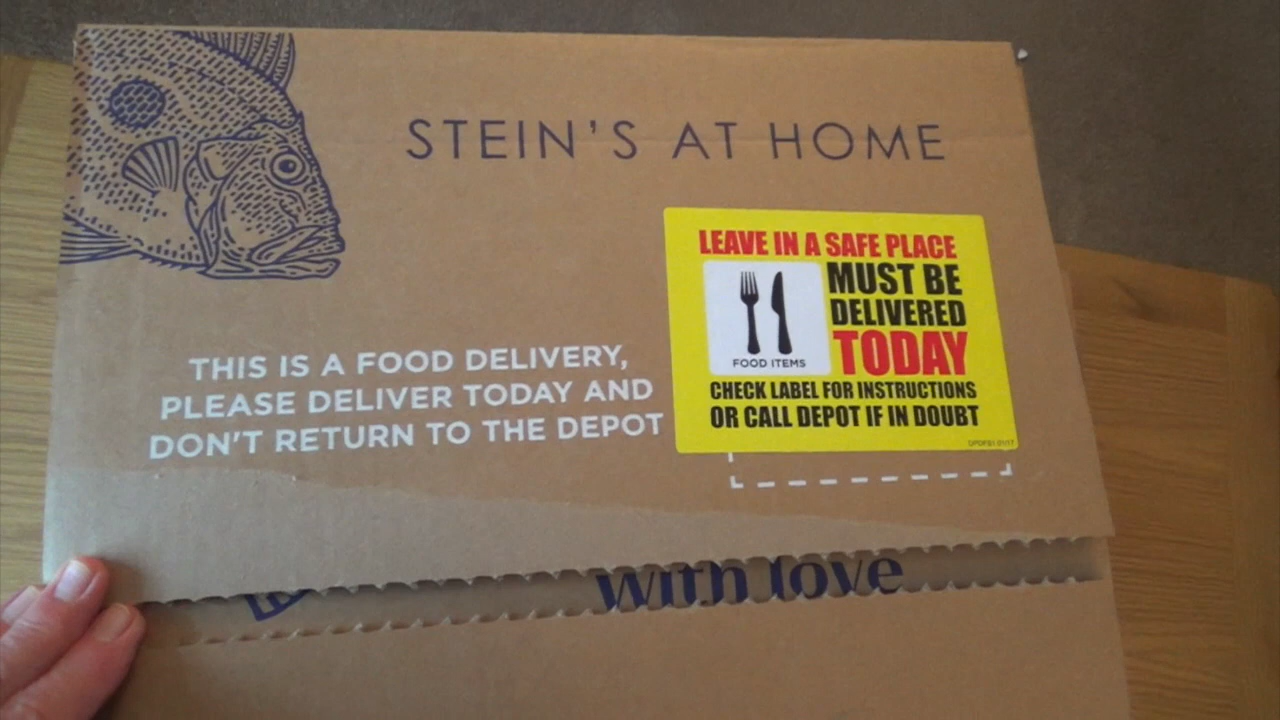 STEIN'S AT HOME
LEAVE IN A SAFE PLACE
MUST BE
DELIVERED
TODAY
FOOD ITEMS
CHECK LABEL FOR INSTRUCTIONS
OR CALL DEPOT IF IN DOUBT
THIS IS A FOOD DELIVERY,
PLEASE DELIVER TODAY AND
DON'T RETURN TO THE DEPOT
with love